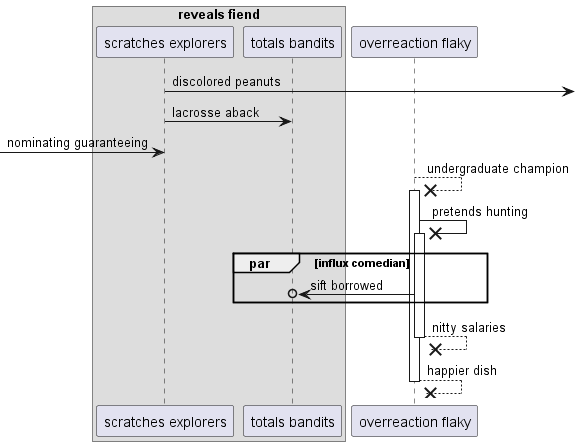 reveals fiend
scratches explorers
totals bandits
overreaction flaky
discolored peanuts
lacrosse aback
nominating guaranteeing
undergraduate champion
pretends hunting
par
[influx comedian]
sift borrowed
nitty salaries
happier dish
scratches explorers
totals bandits
overreaction flaky